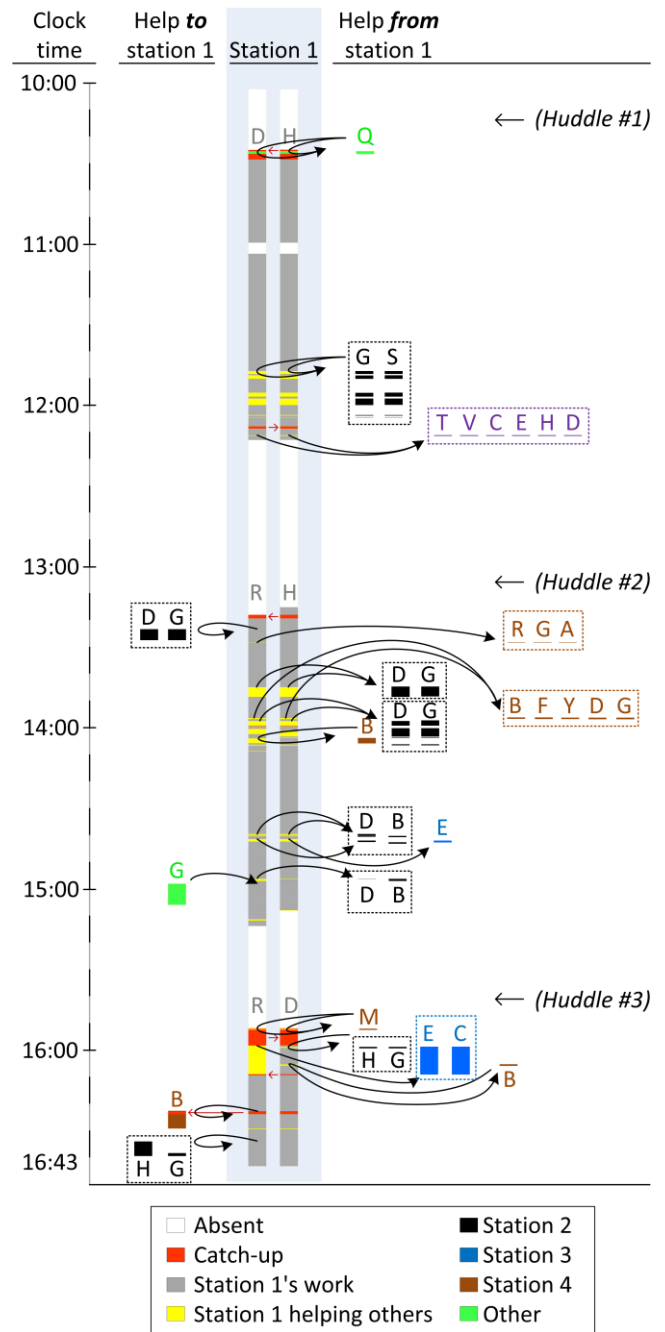 Clock time
Help to station 1
Station 1
Help from station 1
10:00
(Huddle #1)
D H
Q
11:00
G S
12:00
T V C E H D
13:00
(Huddle #2)
R H
D G
R G A
D G
B F Y D G
D G
14:00
B
D B
E
G
15:00
D B
(Huddle #3)
R D
M
16:00
E C
H G
B
B
H G
16:43
Absent
Station 2
Catch-up
Station 3
Station 1's work
Station 4
Station 1 helping others
Other